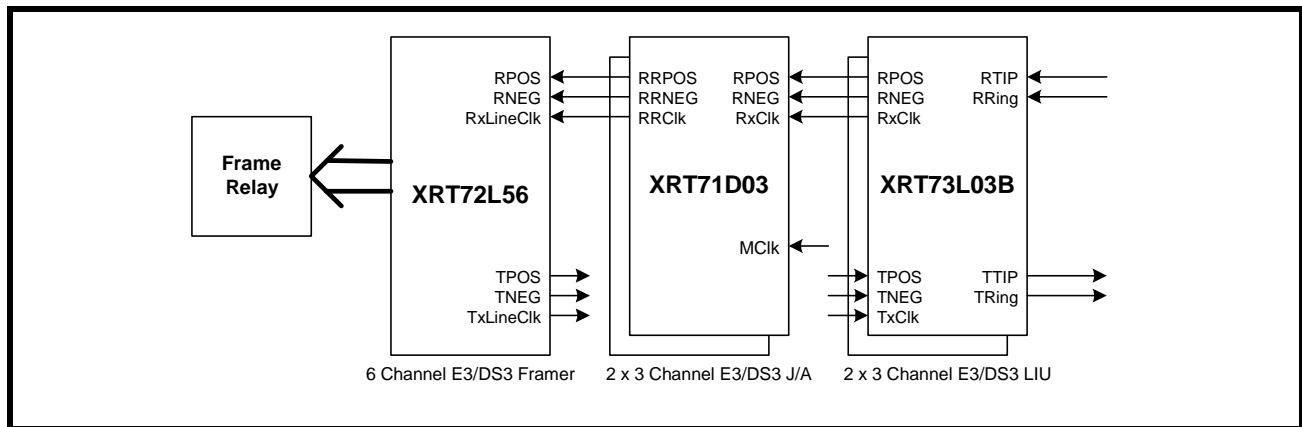 Frame
Relay
RPOS
RNEG
RxLineClk
XRT72L56
TPOS
TNEG
TxLineClk
6 Channel E3/DS3 Framer
RRPOS RPOS
RRNEG RNEG
RRClk RxClk
XRT71D03
MClk
2 x 3 Channel E3/DS3 J/A
RPOS RTIP
RNEG RRing
RxClk
XRT73L03B
TPOS TTIP
TNEG TRing
TxClk
2 x 3 Channel E3/DS3 LIU